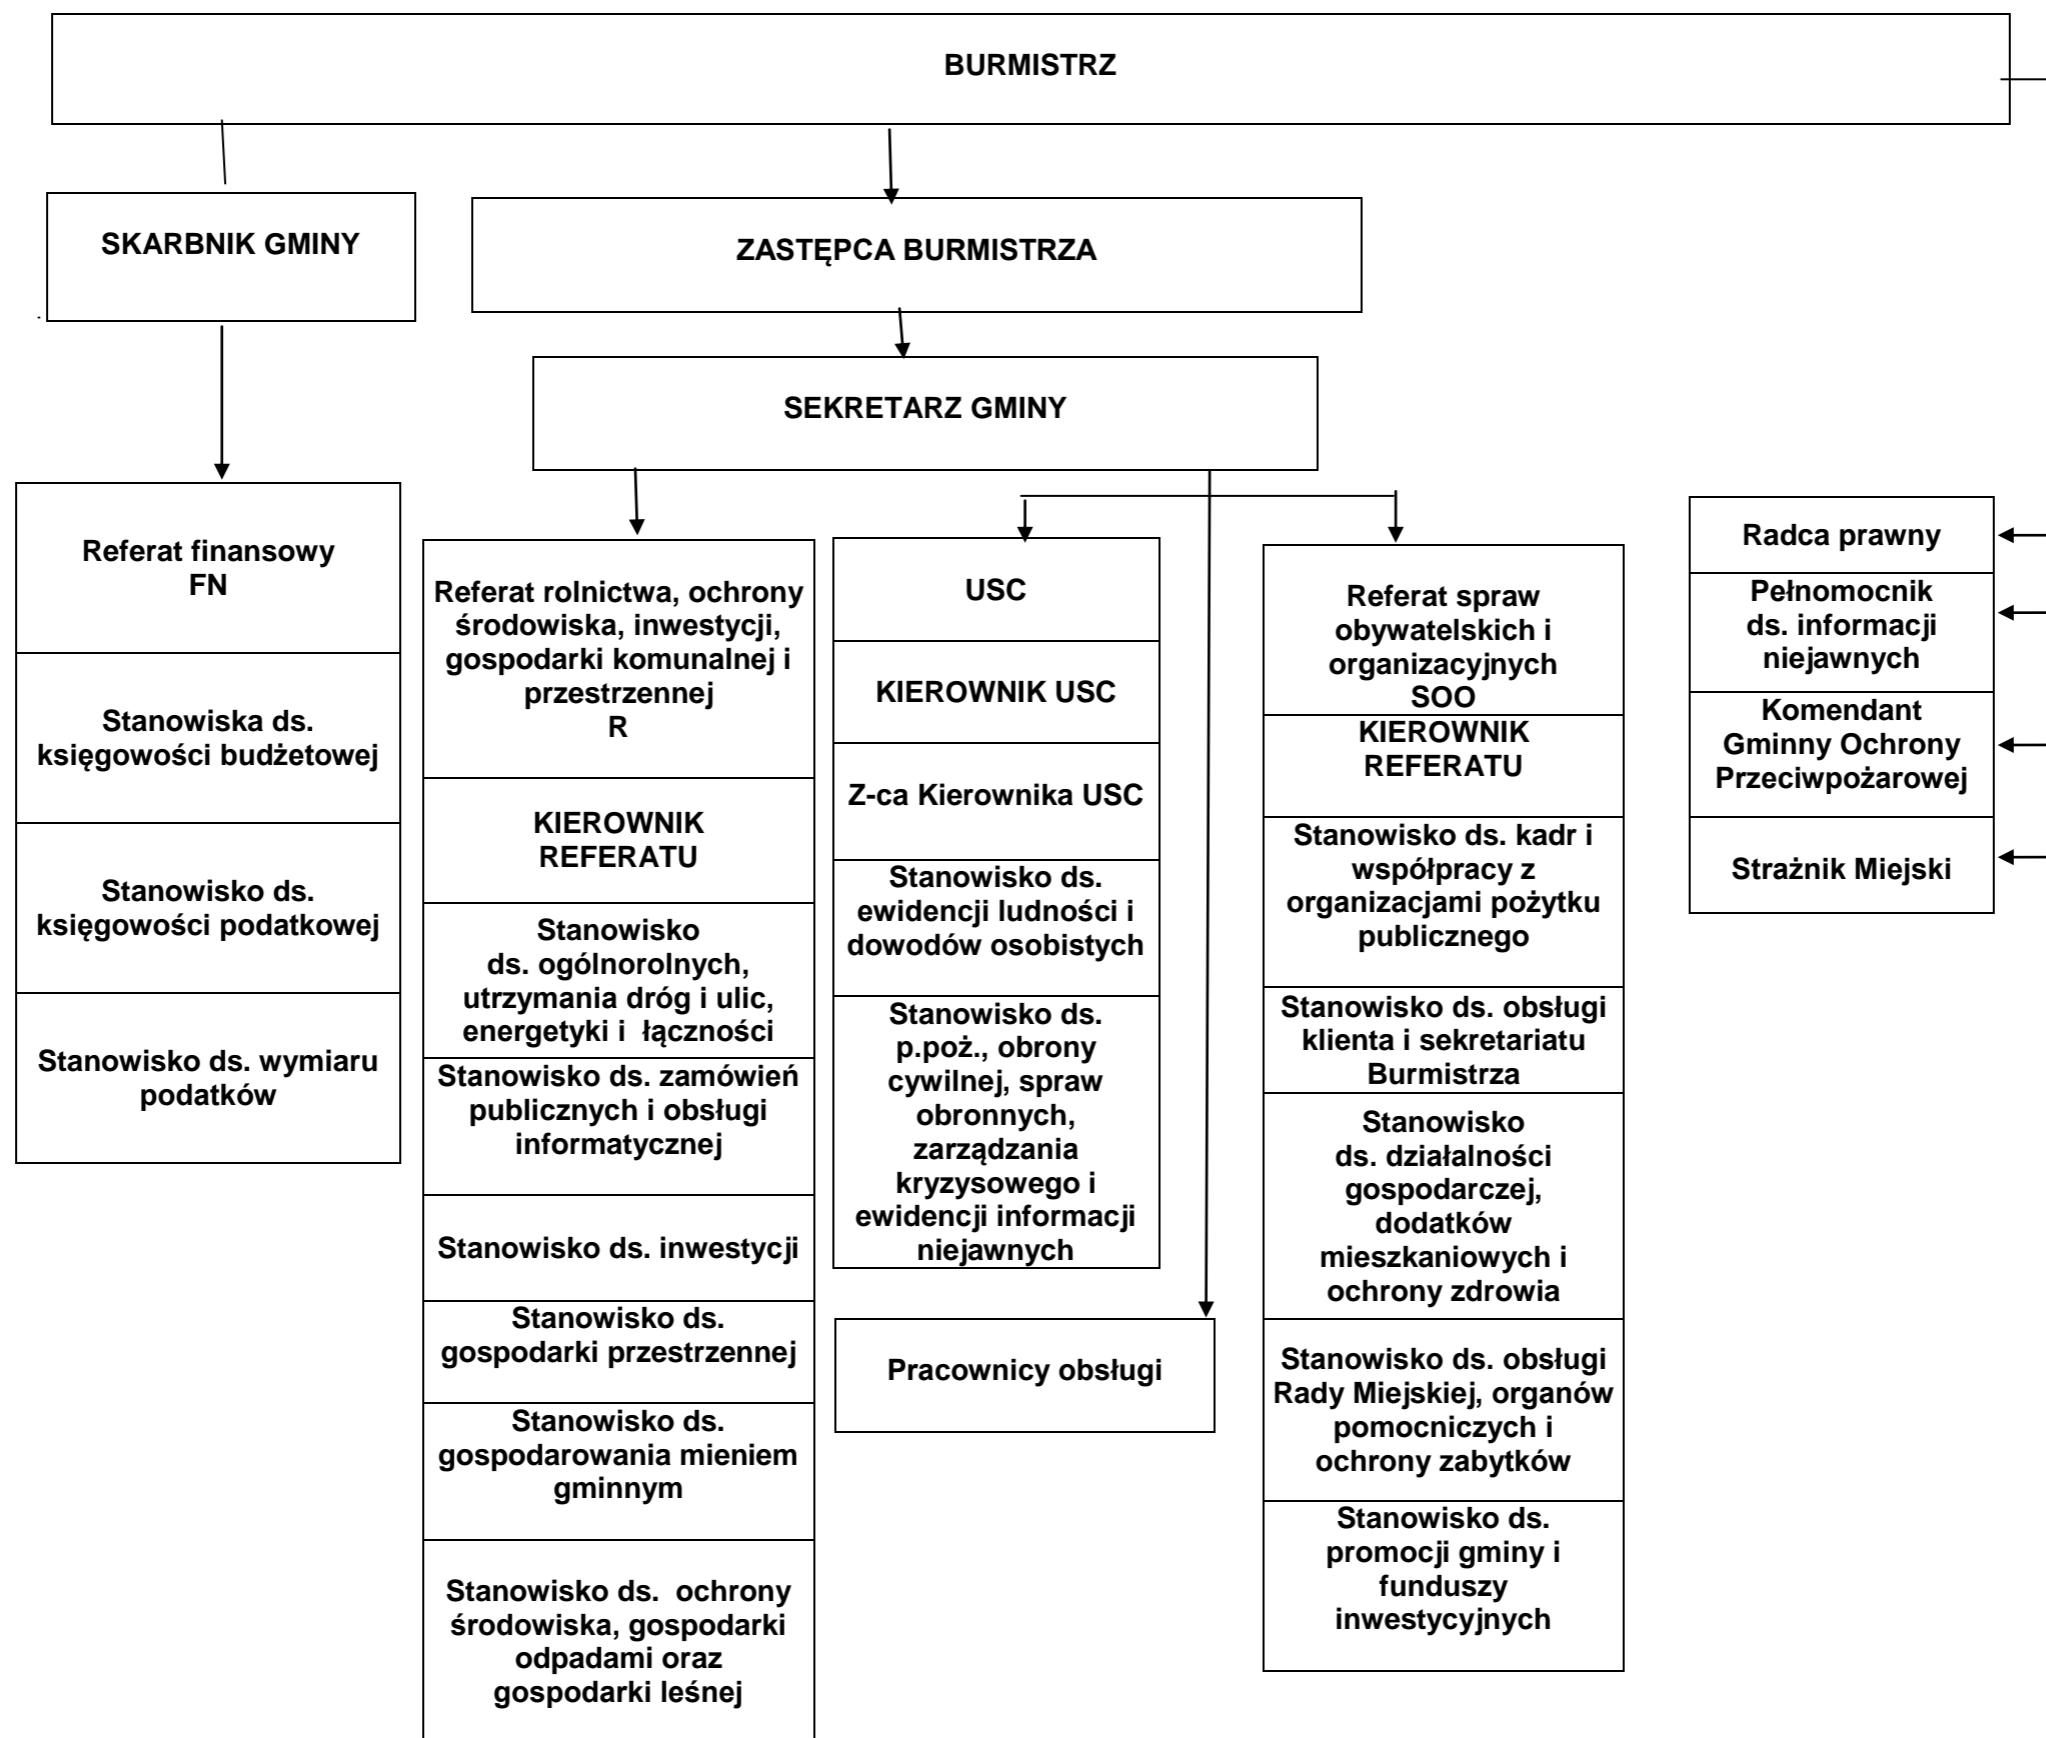 BURMISTRZ
SKARBNIK GMINY
ZASTĘPCA BURMISTRZA
SEKRETARZ GMINY
Referat finansowy
FN
Stanowiska ds.
księgowości budżetowej
Stanowisko ds.
księgowości podatkowej
Stanowisko ds. wymiaru
podatków
Referat rolnictwa, ochrony
środowiska, inwestycji,
gospodarki komunalnej i
przestrzennej
R
KIEROWNIK
REFERATU
Stanowisko
ds. ogólnorolnych,
utrzymania dróg i ulic,
energetyki i łączności
Stanowisko ds. zamówień
publicznych i obsługi
informatycznej
Stanowisko ds. inwestycji
Stanowisko ds.
gospodarki przestrzennej
Stanowisko ds.
gospodarowania mieniem
gminnym
Stanowisko ds. ochrony
środowiska, gospodarki
odpadami oraz
gospodarki leśnej
USC
KIEROWNIK USC
Z-ca Kierownika USC
Stanowisko ds.
ewidencji ludności i
dowodów osobistych
Stanowisko ds.
p.poż., obrony
cywilnej, spraw
obronnych,
zarządzania
kryzysowego i
ewidencji informacji
niejawnych
Pracownicy obsługi
Referat spraw
obywatelskich i
organizacyjnych
SOO
KIEROWNIK
REFERATU
Stanowisko ds. kadr i
współpracy z
organizacjami pożytku
publicznego
Stanowisko ds. obsługi
klienta i sekretariatu
Burmistrza
Stanowisko
ds. działalności
gospodarczej,
dodatków
mieszkaniowych i
ochrony zdrowia
Stanowisko ds. obsługi
Rady Miejskiej, organów
pomocniczych i
ochrony zabytków
Stanowisko ds.
promocji gminy i
funduszy
inwestycyjnych
Radca prawny
Pełnomocnik
ds. informacji
niejawnych
Komendant
Gminny Ochrony
Przeciwpożarowej
Strażnik Miejski